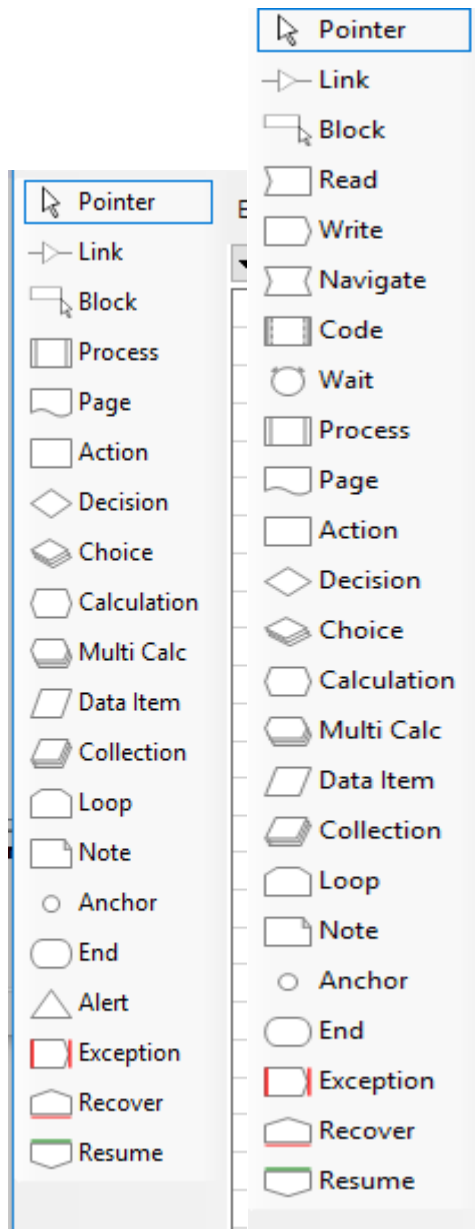 Pointer
Link
Block
Process
Page
Action
Decision
Choice
Calculation
Multi Calc
Data Item
Collection
Loop
Note
Anchor
End
Alert
Exception
Recover
Resume
Pointer
Link
Block
Read
Write
Navigate
Code
Wait
Process
Page
Action
Decision
Choice
Calculation
Multi Calc
Data Item
Collection
Loop
Note
Anchor
End
Exception
Recover
Resume